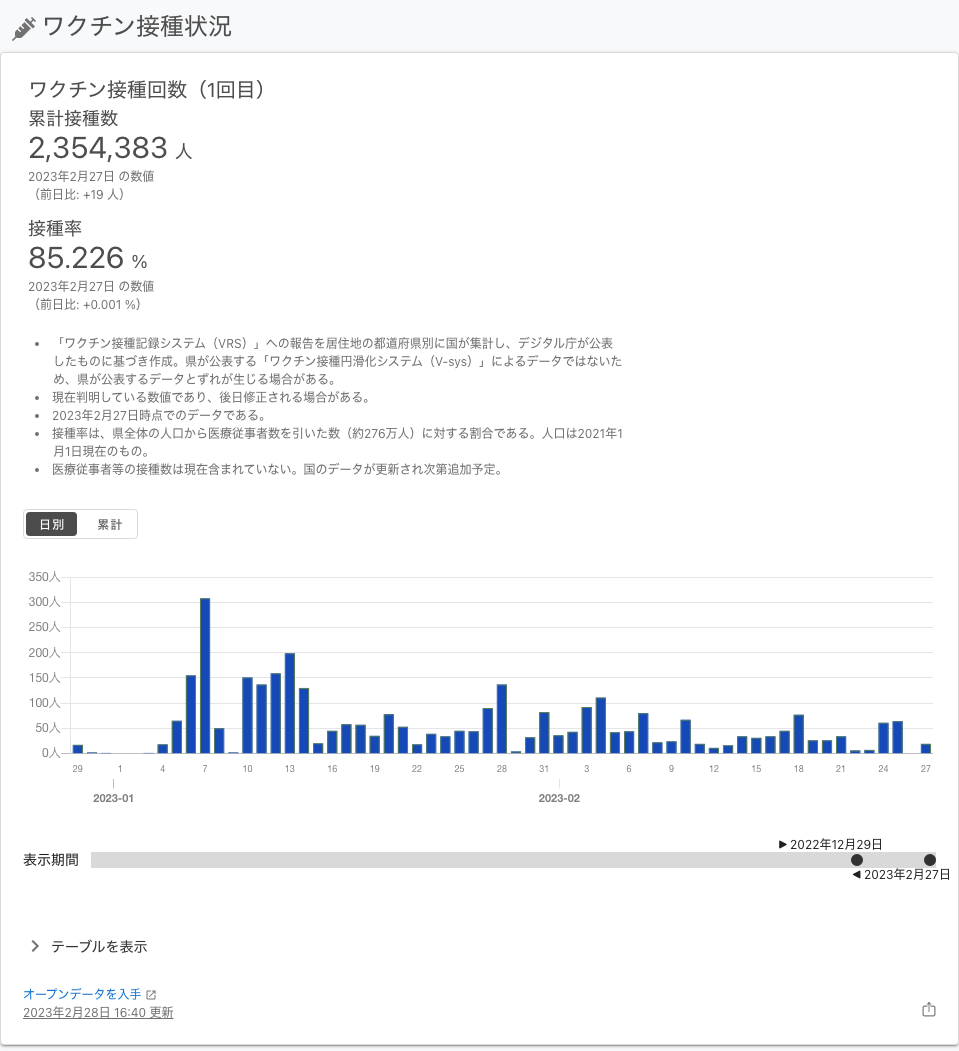 ワクチン接種状況
ワクチン接種回数（1回目）
累計接種数
2,354,383 人
2023年2月27日 の数値
（前日比: +19 人）
接種率
85.226 %
2023年2月27日 の数値
（前日比: +0.001 %）
• 「ワクチン接種記録システム（VRS）」への報告を居住地の都道府県別に国が集計し、デジタル庁が公表
したものに基づき作成。県が公表する「ワクチン接種円滑化システム（V-sys）」によるデータではないた
め、県が公表するデータとずれが生じる場合がある。
• 現在判明している数値であり、後日修正される場合がある。
• 2023年2月27日時点でのデータである。
• 接種率は、県全体の人口から医療従事者数を引いた数（約276万人）に対する割合である。人口は2021年1
月1日現在のもの。
• 医療従事者等の接種数は現在含まれていない。国のデータが更新され次第追加予定。
日別 累計
350人
300人
250人
200人
150人
100人
50人
0人
29 1 4 7 10 13 16 19 22 25 28 31 3 6 9 12 15 18 21 24 27
2023-01 2023-02
2022年12月29日
表示期間
2023年2月27日
テーブルを表示
オープンデータを入手
2023年2月28日 16:40 更新